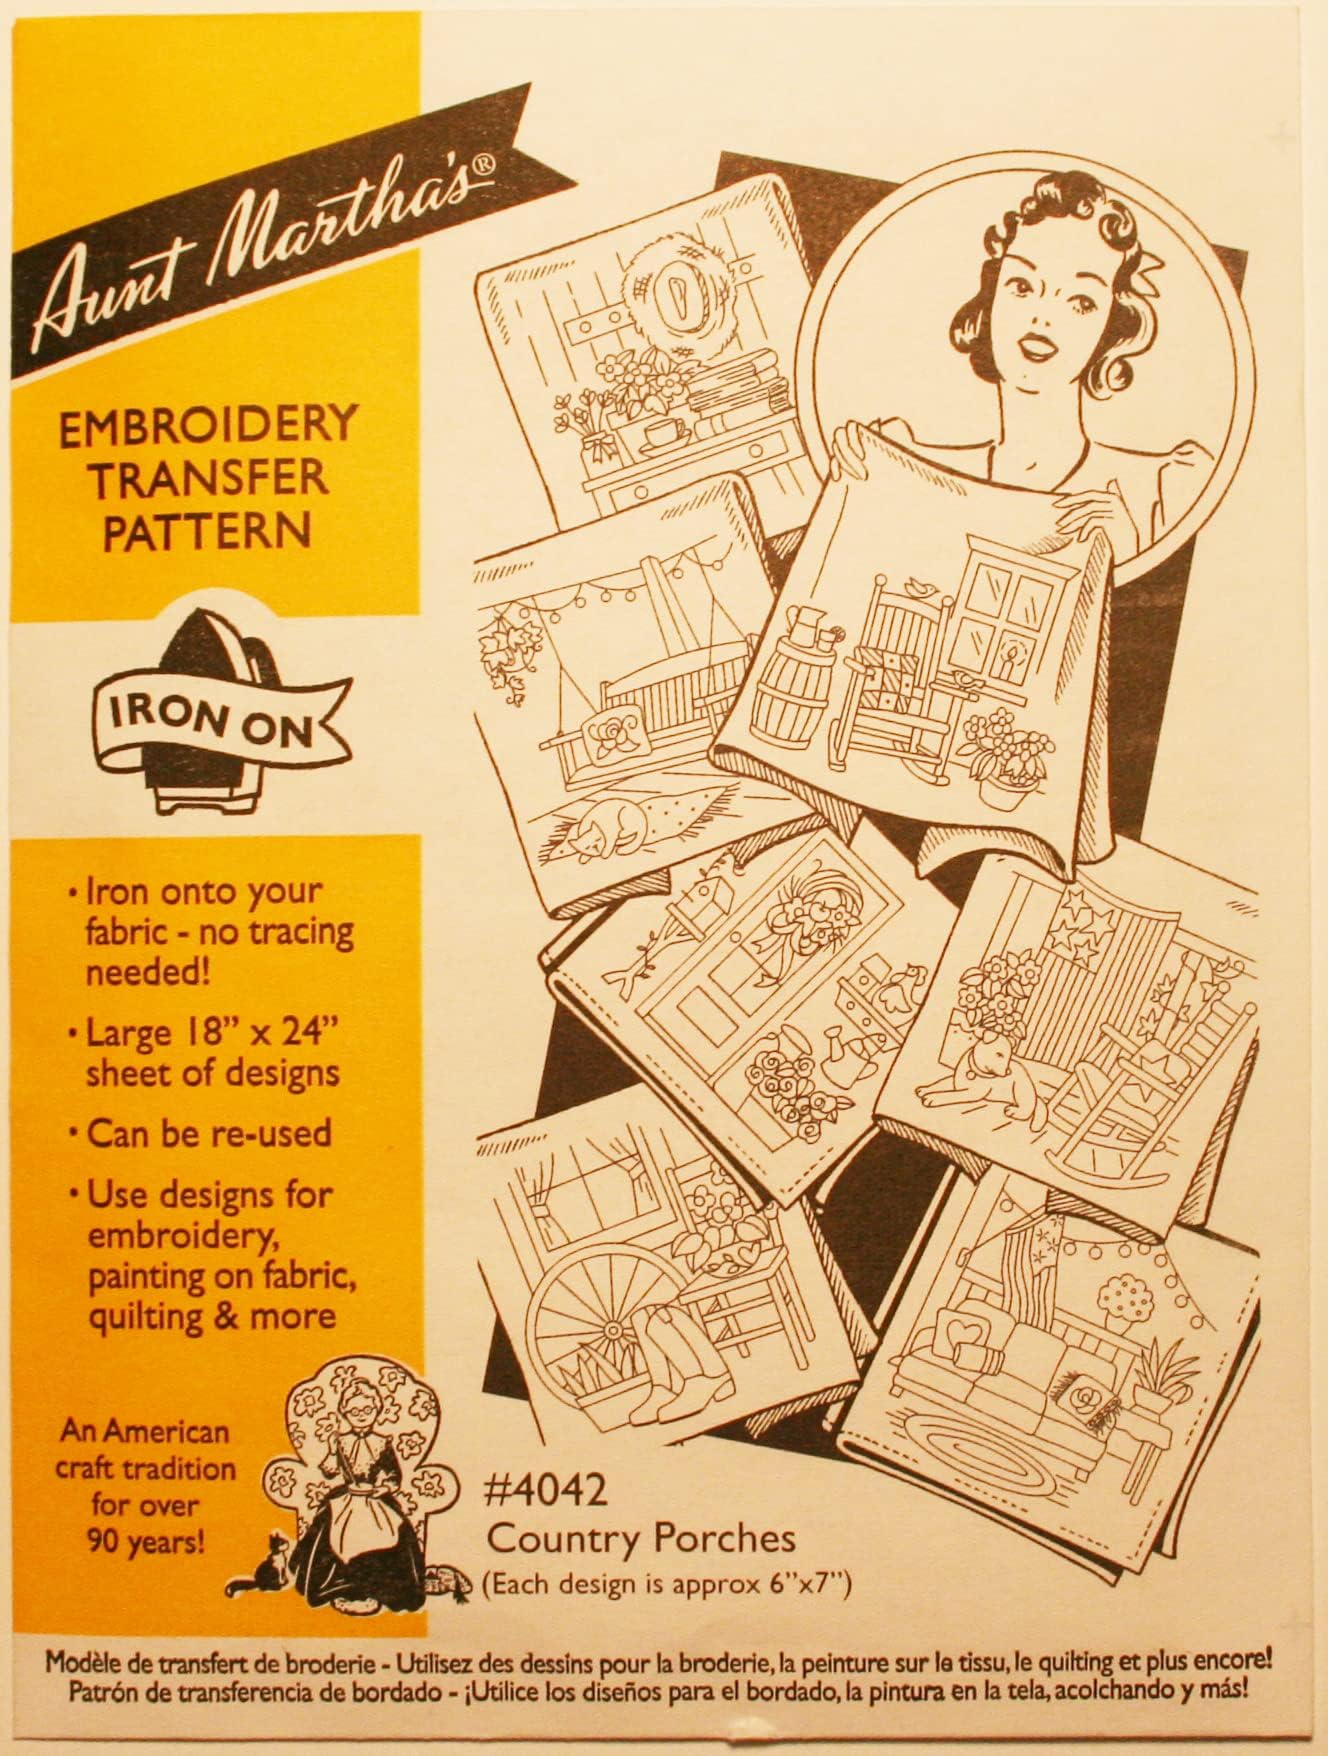 Aunt Martha's®
EMBROIDERY
TRANSFER
PATTERN
IRON ON
• Iron onto your
fabric - no tracing
needed!
• Large 18" x 24"
sheet of designs
• Can be re-used
• Use designs for
embroidery,
painting on fabric,
quilting & more
An American
craft tradition
for over
90 years!
#4042
Country Porches
(Each design is approx 6"x7")
Modèle de transfert de broderie - Utilisez des dessins pour la broderie, la peinture sur le tissu, le quilting et plus encore!
Patrón de transferencia de bordado - ¡Utilice los diseños para el bordado, la pintura en la tela, acolchando y más!